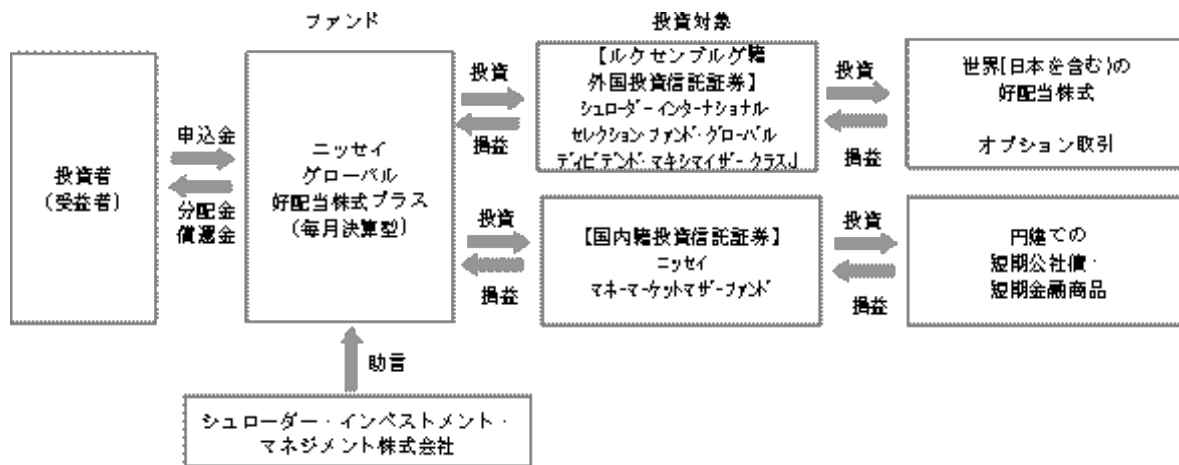 ファンド
投資対象
投資者
(受益者)
申込金
分配金
償還金
ニッセイ
グローバル
好配当株式プラス
(毎月決算型)
投資
損益
【ルクセンブルグ籍
外国投資信託証券】
シュローダー・インターナショナル
セレクション・ファンド・グローバル
ディビデンド・マキシマイザー クラスJ
投資
損益
世界(日本を含む)の
好配当株式
オプション取引
投資
損益
【国内籍投資信託証券】
ニッセイ
マネーマーケットマザーファンド
投資
損益
円建ての
短期公社債・
短期金融商品
助言
シュローダー・インベストメント・
マネジメント株式会社